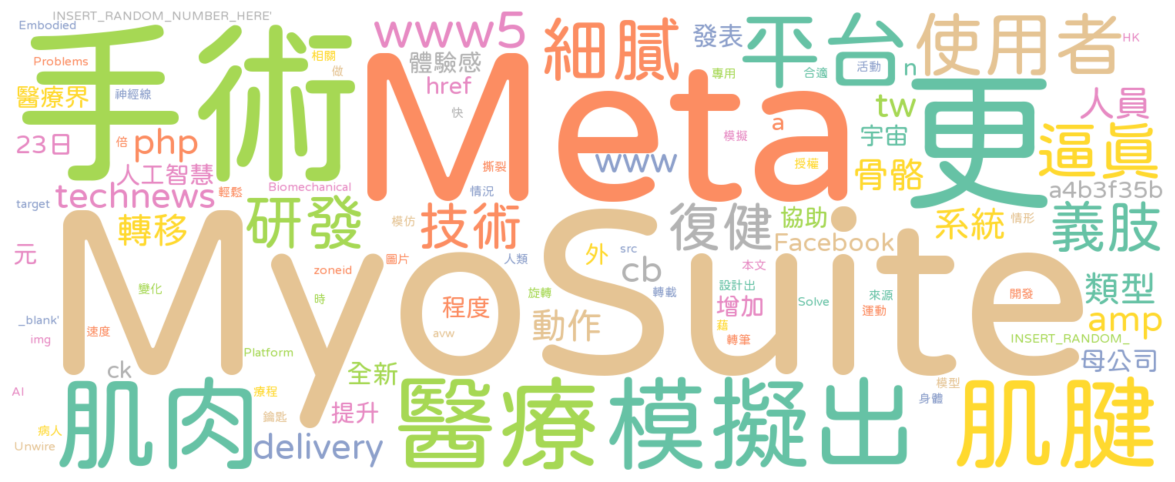 INSERT_RANDOM_NUMBER_HERE'
Embodied
手術
Problems
相關
做
醫療界
神經線
23日
倍
php
人工智慧
technews
輕鬆
target
www5
體驗感
href
快
Meta
細膩
發表
平台
活動
n
使用者
HK
專用
合適
tw
更
人員
宇宙
逼真
a
模擬
www
授權
骨骼
a4b3f35b
撕裂
情況
Biomechanical
轉移
研發
模仿
技術
復健
協助
Facebook
系統
情形
義肢
元
zoneid
圖片
人類
外
src
cb
本文
變化
MyoSuite
時
程度
旋轉
轉載
設計出
增加
藉
Solve
來源
運動
開發
類型
amp
_blank'
img
速度
avw
動作
轉筆
INSERT_RANDOM_
母公司
Platform
ck
全新
AI
肌肉
療程
提升
鑰匙
病人
Unwire
delivery
醫療
模擬出
身體
模型
肌腱